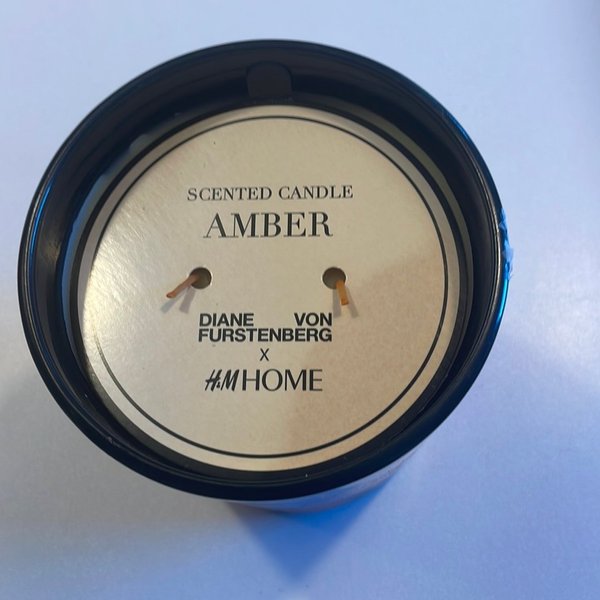 SCENTED CANDLE
AMBER
DIANE VON
FURSTENBERG
X
H&M HOME